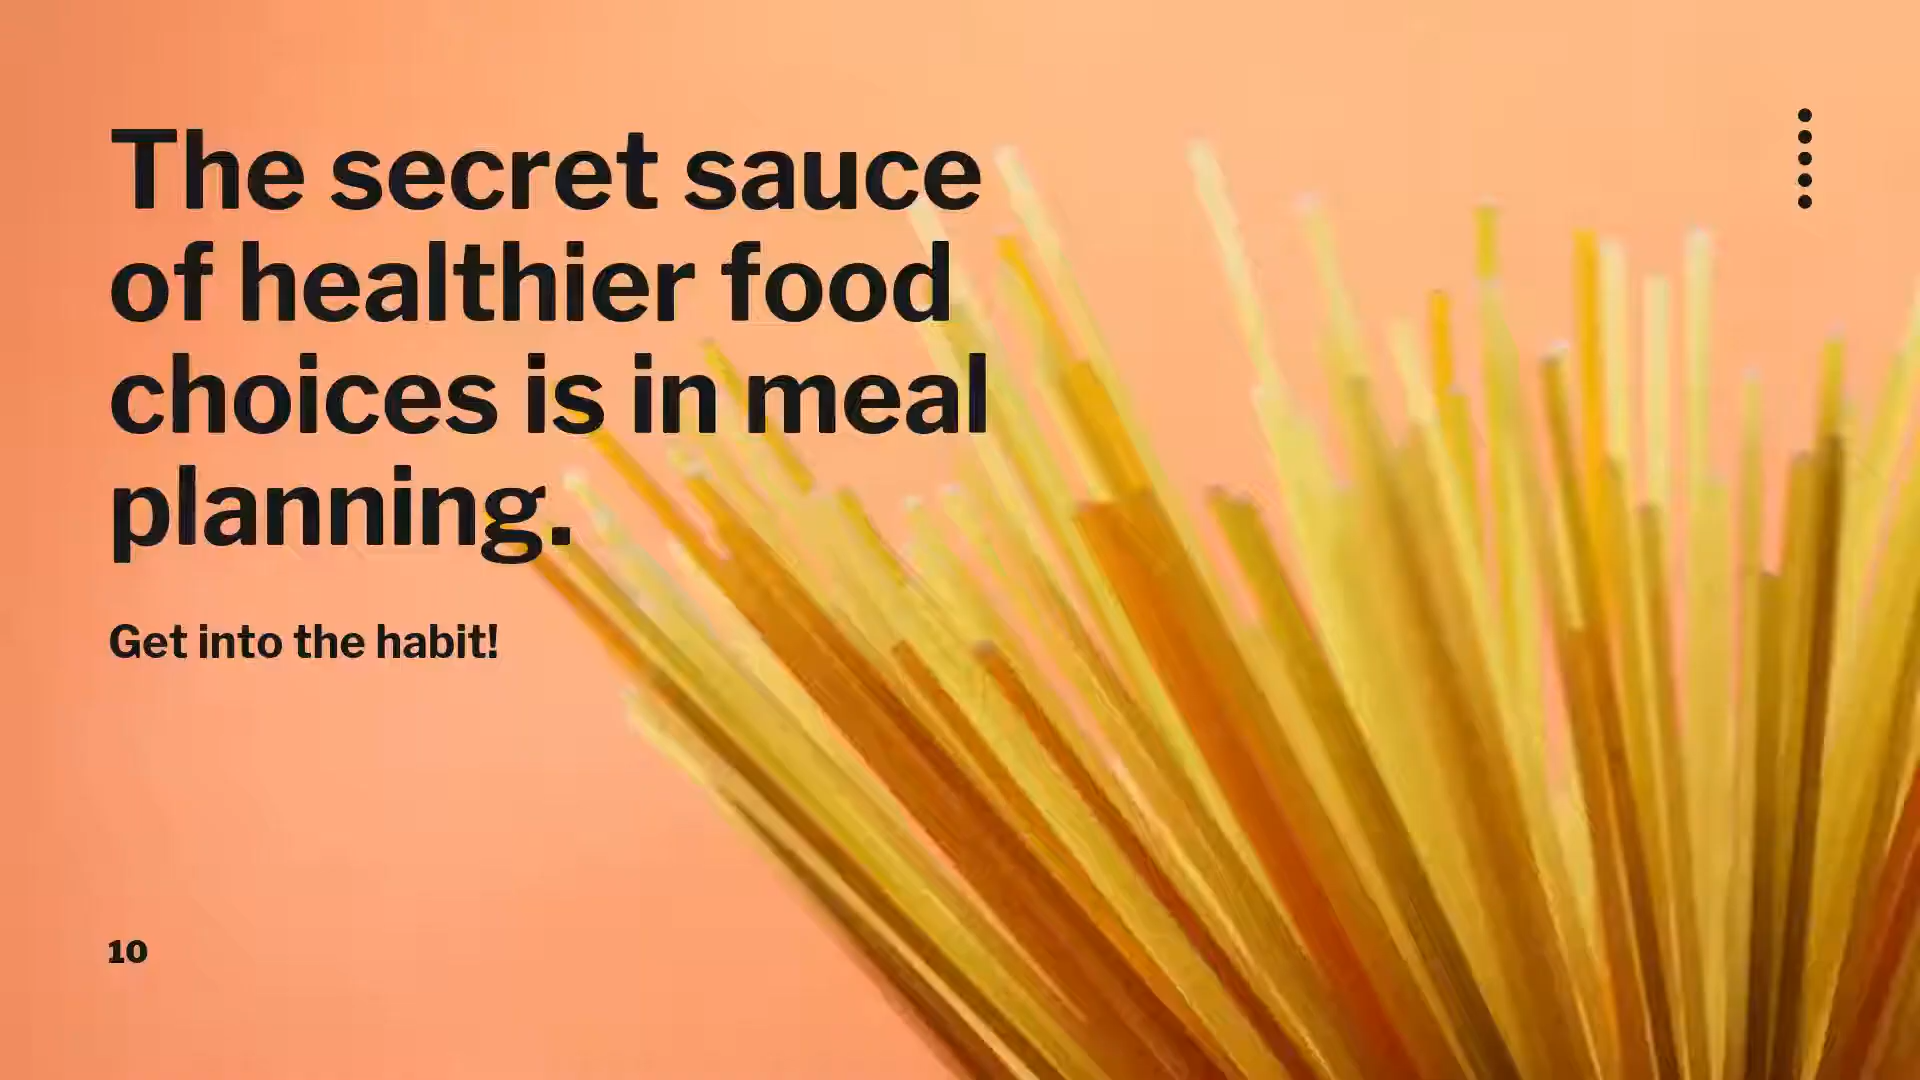 The secret sauce
of healthier food
choices is in meal
planning.
Get into the habit!
10